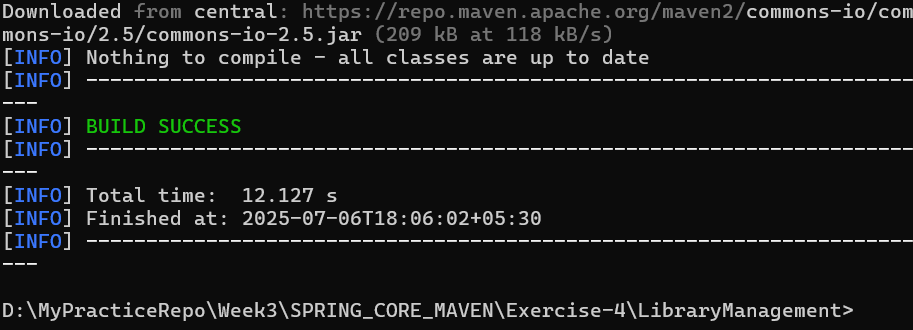 Downloaded from central: https://repo.maven.apache.org/maven2/commons-io/com
mons-io/2.5/commons-io-2.5.jar (209 kB at 118 kB/s)
[INFO] Nothing to compile - all classes are up to date
[INFO] ---------------------------------------------------------------------
---
[INFO] BUILD SUCCESS
[INFO] ---------------------------------------------------------------------
---
[INFO] Total time:  12.127 s
[INFO] Finished at: 2025-07-06T18:06:02+05:30
[INFO] ---------------------------------------------------------------------
---
D:\MyPracticeRepo\Week3\SPRING_CORE_MAVEN\Exercise-4\LibraryManagement>